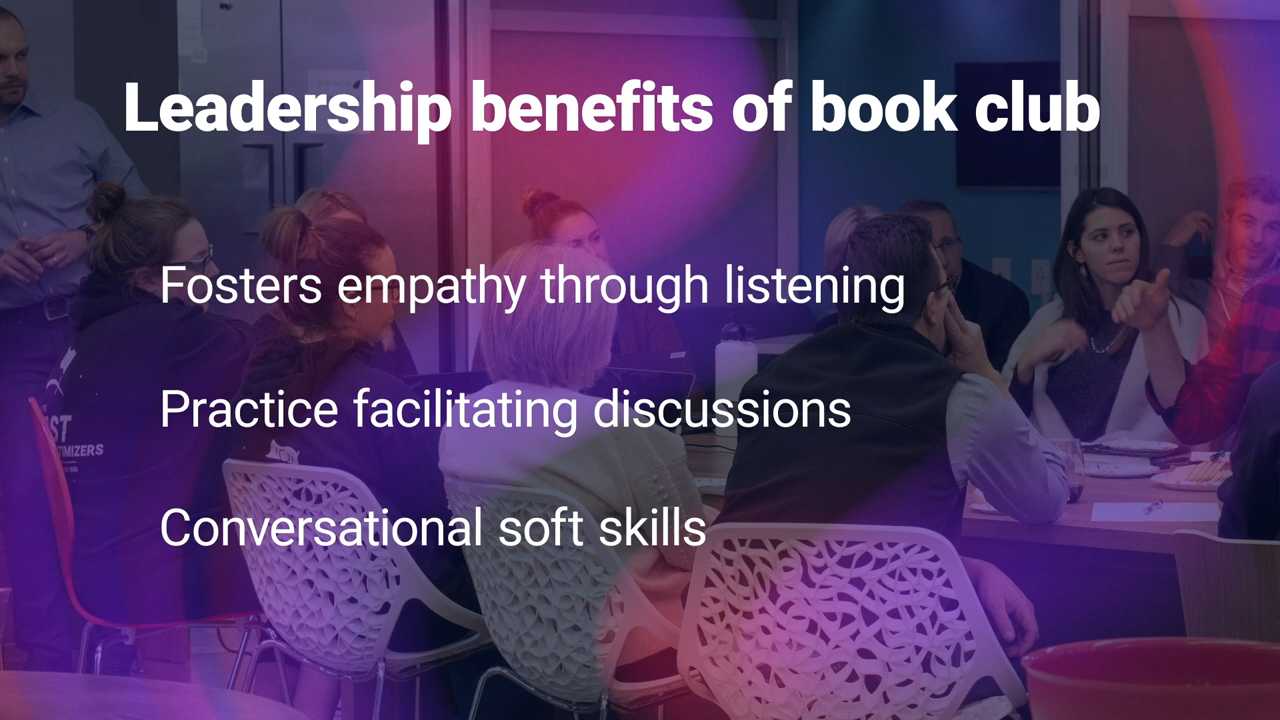 Leadership benefits of book club
Fosters empathy through listening
Practice facilitating discussions
Conversational soft skills